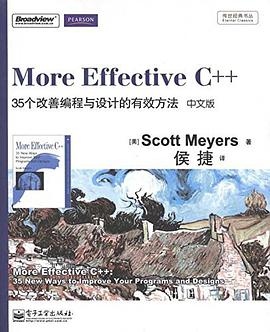 Broadview®
PEARSON
传世经典书丛
Eternal Classics
More Effective C++
35个改善编程与设计的有效方法 中文版
[美] Scott Meyers 著
侯 捷 译
More Effective C++
More Effective C++:
35 New Ways to Improve Your Programs and Designs
电子工业出版社